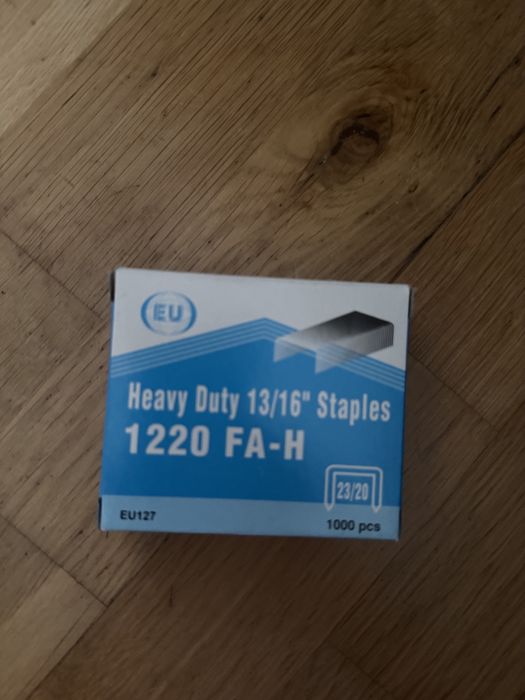 EU
Heavy Duty 13/16" Staples
1220 FA-H
23/20
EU127
1000 pcs